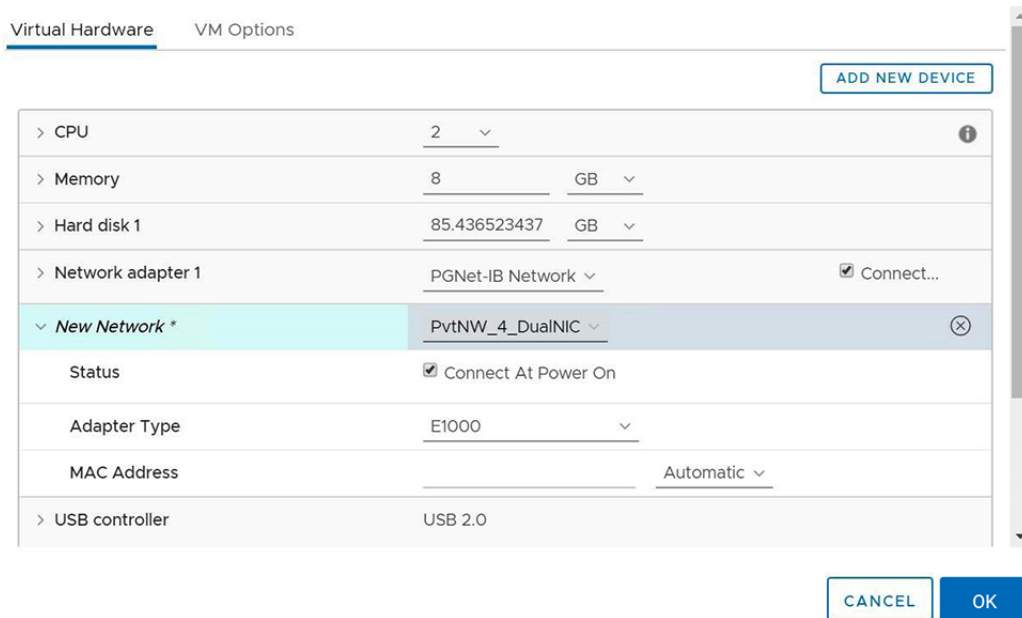 Virtual Hardware VM Options
ADD NEW DEVICE
CPU 2
Memory 8 GB
Hard disk 1 85.436523437 GB
Network adapter 1 PGNet-IB Network Connect...
New Network * PvtNW_4_DualNIC
Status Connect At Power On
Adapter Type E1000
MAC Address Automatic
USB controller USB 2.0
CANCEL OK